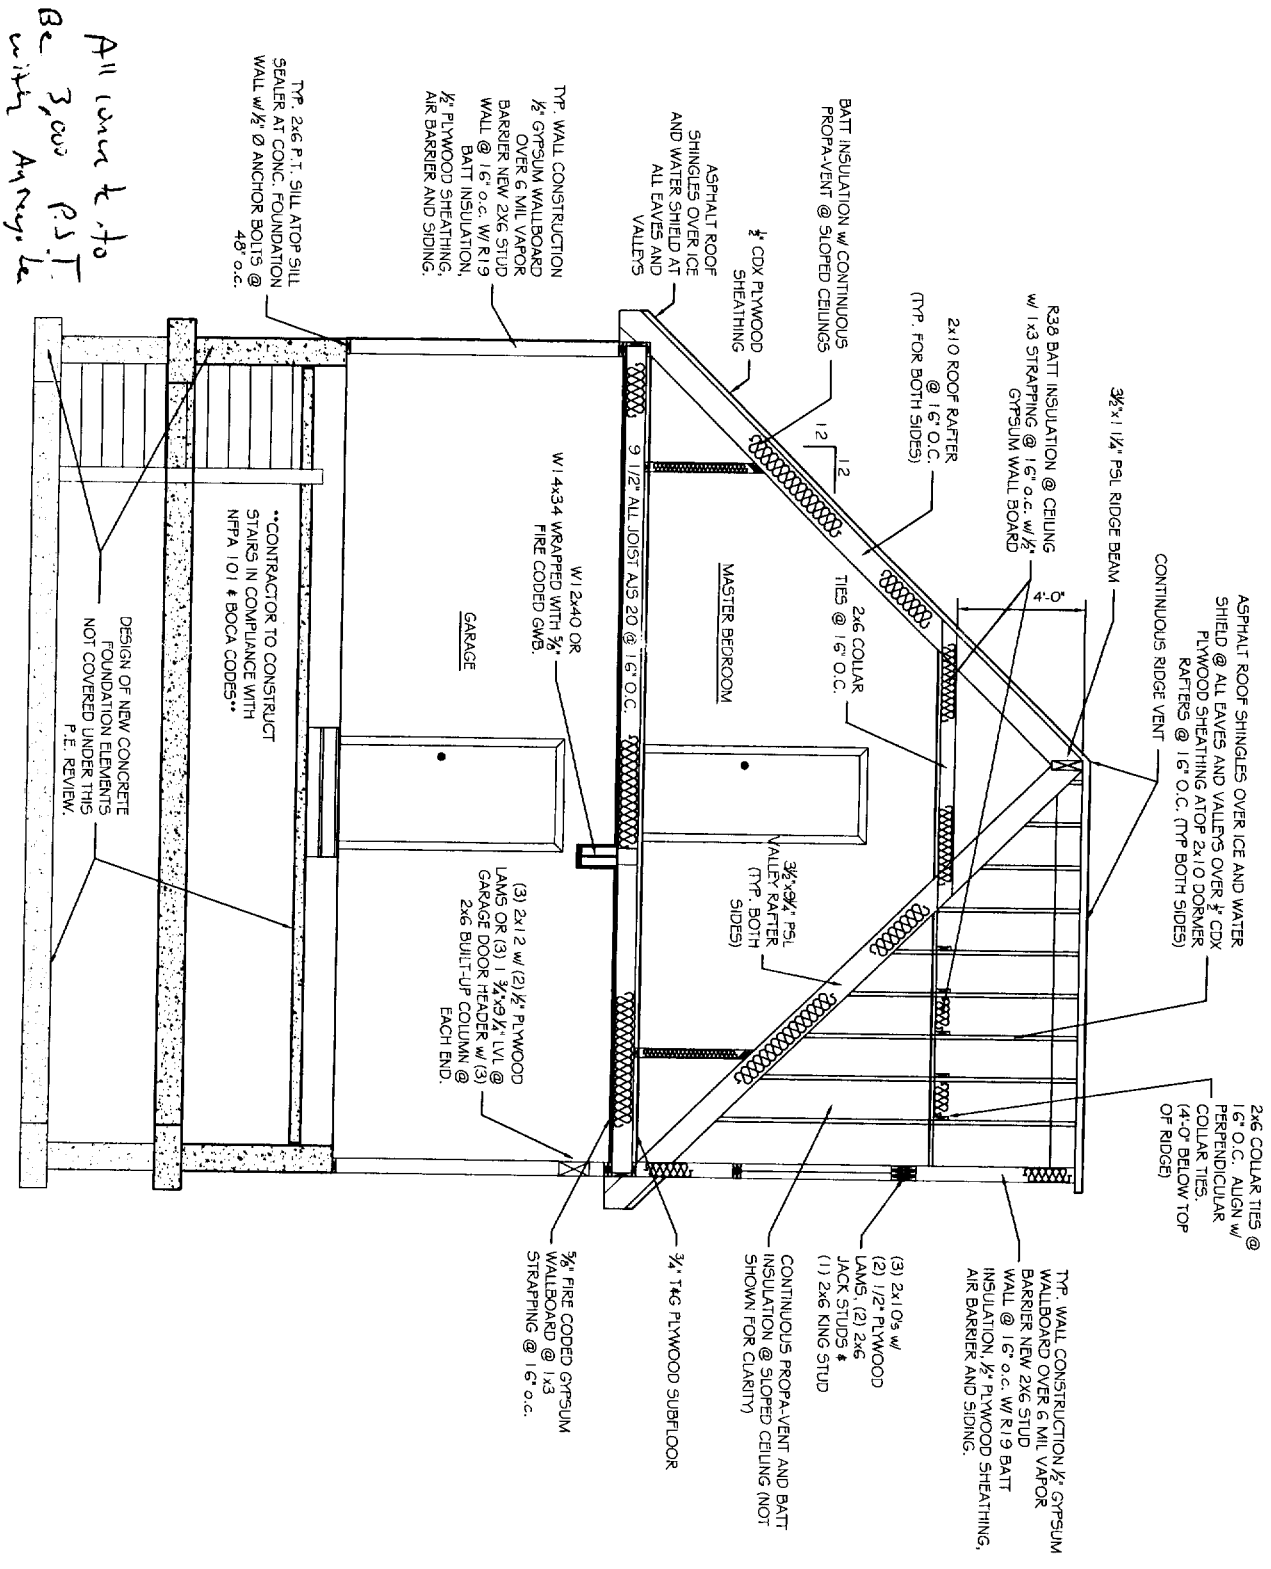 ASPHALT ROOF SHINGLES OVER ICE AND WATER
SHIELD @ ALL EAVES AND VALLEYS OVER ½" CDX
PLYWOOD SHEATHING ATOP 2x10 DORMER
RAFTERS @ 16" O.C. (TYP BOTH SIDES)
CONTINUOUS RIDGE VENT
3½"x11¼" PSL RIDGE BEAM
R38 BATT INSULATION @ CEILING
w/ 1x3 STRAPPING @ 16" o.c. w/ ½"
GYPSUM WALL BOARD
2x10 ROOF RAFTER
@ 16" O.C.
(TYP. FOR BOTH SIDES)
BATT INSULATION w/ CONTINUOUS
PROPA-VENT @ SLOPED CEILINGS
½" CDX PLYWOOD
SHEATHING
ASPHALT ROOF
SHINGLES OVER ICE
AND WATER SHIELD AT
ALL EAVES AND
VALLEYS
TYP. WALL CONSTRUCTION
½" GYPSUM WALLBOARD
OVER 6 MIL VAPOR
BARRIER NEW 2X6 STUD
WALL @ 16" o.c. W/ R19
BATT INSULATION,
½" PLYWOOD SHEATHING,
AIR BARRIER AND SIDING.
TYP. 2x6 P.T. SILL ATOP SILL
SEALER AT CONC. FOUNDATION
WALL w/ ½" Ø ANCHOR BOLTS @
48" o.c.
All
to
Be 3,000 P.S.I.
with
4'-0"
12
12
2x6 COLLAR
TIES @ 16" O.C.
MASTER BEDROOM
3½"x9¼" PSL
VALLEY RAFTER
(TYP. BOTH
SIDES)
9 1/2" ALL JOIST AJS 20 @ 16" O.C.
W12x40 OR
W14x34 WRAPPED WITH ⅝"
FIRE CODED GWB.
GARAGE
(3) 2x12 w/ (2) ½" PLYWOOD
LAMS OR (3) 1 ¾"x9¼" LVL @
GARAGE DOOR HEADER w/ (3)
2x6 BUILT-UP COLUMN @
EACH END.
**CONTRACTOR TO CONSTRUCT
STAIRS IN COMPLIANCE WITH
NFPA 101 & BOCA CODES**
DESIGN OF NEW CONCRETE
FOUNDATION ELEMENTS
NOT COVERED UNDER THIS
P.E. REVIEW.
2x6 COLLAR TIES @
16" O.C. ALIGN w/
PERPENDICULAR
COLLAR TIES.
(4'-0" BELOW TOP
OF RIDGE)
TYP. WALL CONSTRUCTION ½" GYPSUM
WALLBOARD OVER 6 MIL VAPOR
BARRIER NEW 2X6 STUD
WALL @ 16" o.c. W/ R19 BATT
INSULATION, ½" PLYWOOD SHEATHING,
AIR BARRIER AND SIDING.
(3) 2x10's w/
(2) 1/2" PLYWOOD
LAMS, (2) 2x6
JACK STUDS &
(1) 2x6 KING STUD
CONTINUOUS PROPA-VENT AND BATT
INSULATION @ SLOPED CEILING (NOT
SHOWN FOR CLARITY)
¾" T&G PLYWOOD SUBFLOOR
⅝" FIRE CODED GYPSUM
WALLBOARD @ 1x3
STRAPPING @ 16" o.c.